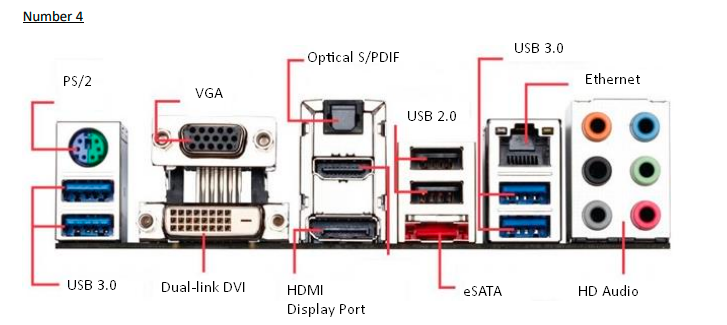 Number 4
USB 3.0
Optical S/PDIF
PS/2
Ethernet
VGA
USB 2.0
USB 3.0
Dual-link DVI
HDMI
Display Port
eSATA
HD Audio